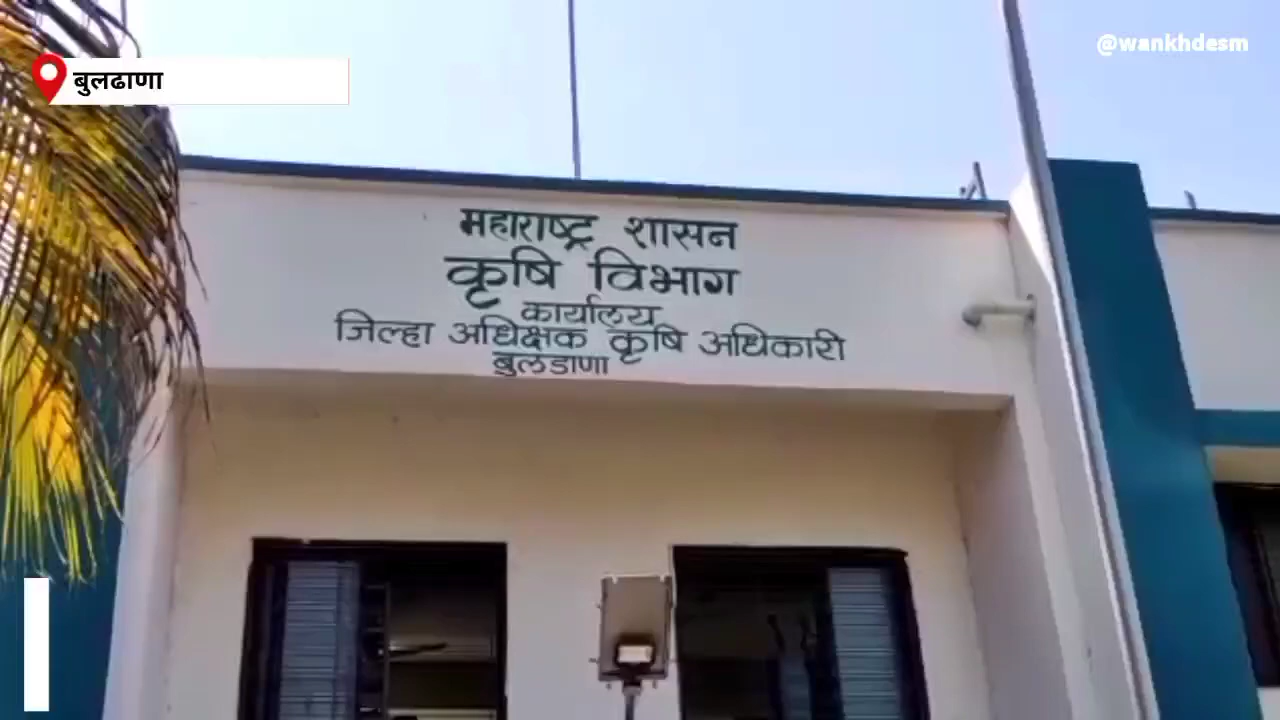 @wankhdesm
बुलढाणा
महाराष्ट्र शासन
कृषि विभाग
कार्यालय
जिल्हा अधिक्षक कृषि अधिकारी
बुलडाणा